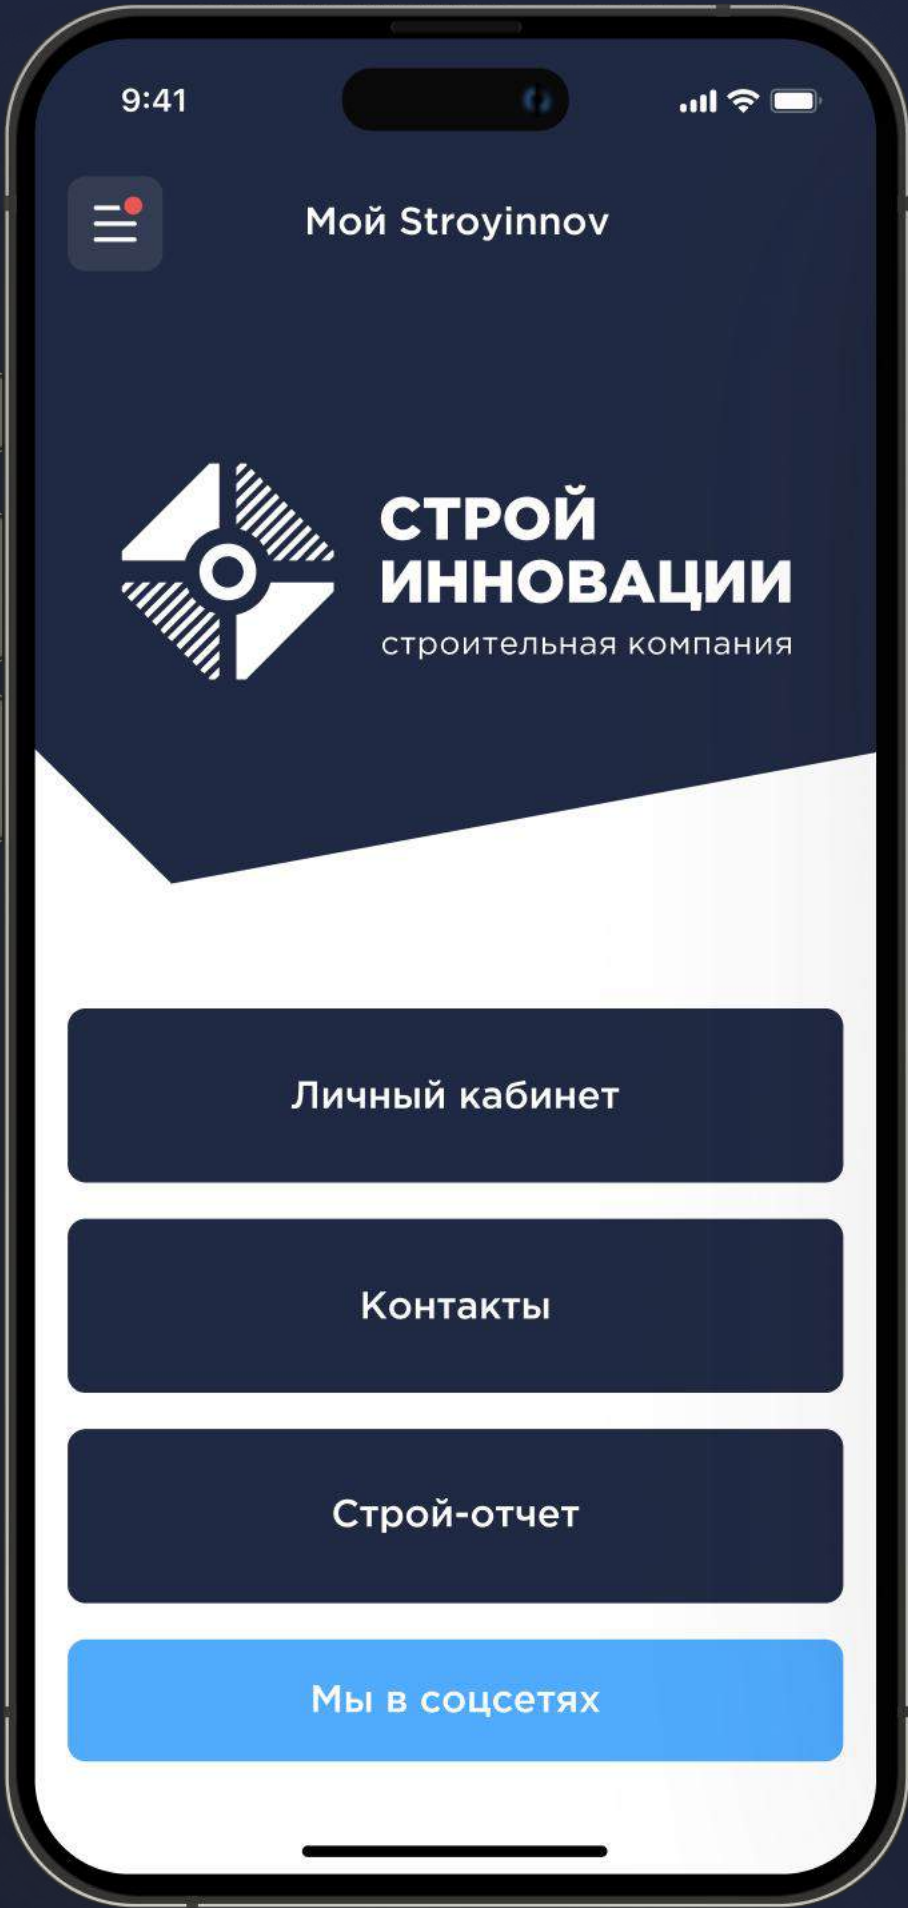 9:41
Мой Stroyinnov
СТРОЙ
ИННОВАЦИИ
строительная компания
Личный кабинет
Контакты
Строй-отчет
Мы в соцсетях